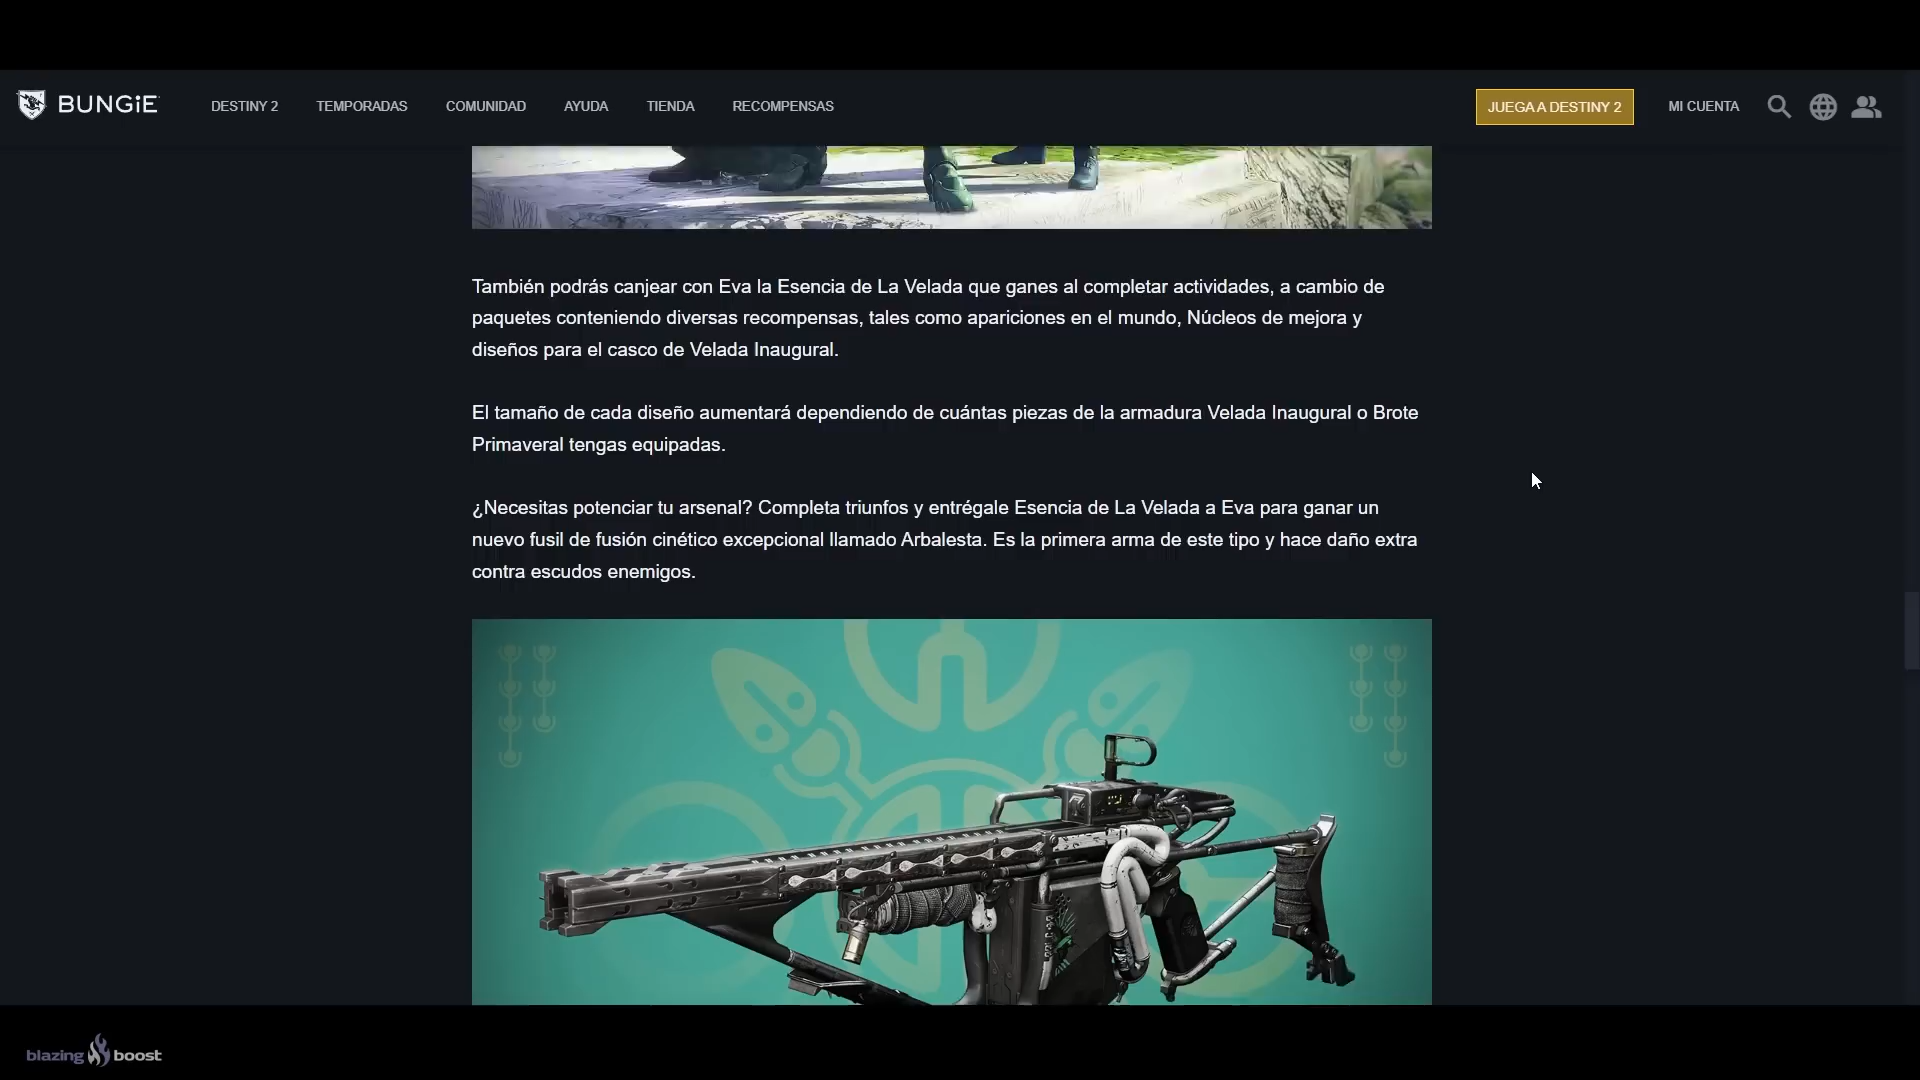 BUNGiE
DESTINY 2
TEMPORADAS
COMUNIDAD
AYUDA
TIENDA
RECOMPENSAS
JUEGA A DESTINY 2
MI CUENTA
También podrás canjear con Eva la Esencia de La Velada que ganes al completar actividades, a cambio de
paquetes conteniendo diversas recompensas, tales como apariciones en el mundo, Núcleos de mejora y
diseños para el casco de Velada Inaugural.
El tamaño de cada diseño aumentará dependiendo de cuántas piezas de la armadura Velada Inaugural o Brote
Primaveral tengas equipadas.
¿Necesitas potenciar tu arsenal? Completa triunfos y entrégale Esencia de La Velada a Eva para ganar un
nuevo fusil de fusión cinético excepcional llamado Arbalesta. Es la primera arma de este tipo y hace daño extra
contra escudos enemigos.
blazing boost